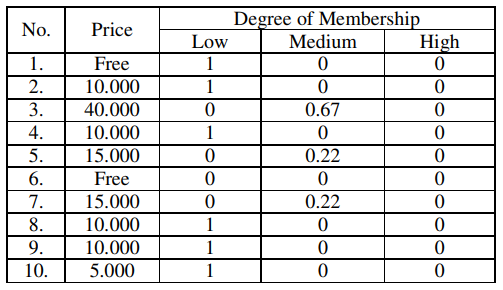 No. Price Degree of Membership
Low Medium High
1. Free 1 0 0
2. 10.000 1 0 0
3. 40.000 0 0.67 0
4. 10.000 1 0 0
5. 15.000 0 0.22 0
6. Free 0 0 0
7. 15.000 0 0.22 0
8. 10.000 1 0 0
9. 10.000 1 0 0
10. 5.000 1 0 0